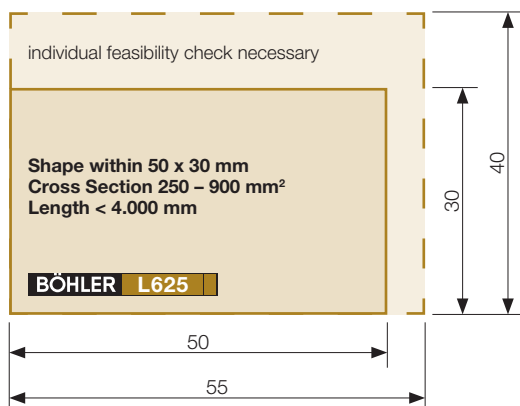 individual feasibility check necessary
Shape within 50 x 30 mm
Cross Section 250 – 900 mm²
Length < 4.000 mm
BÖHLER L625
30
40
50
55